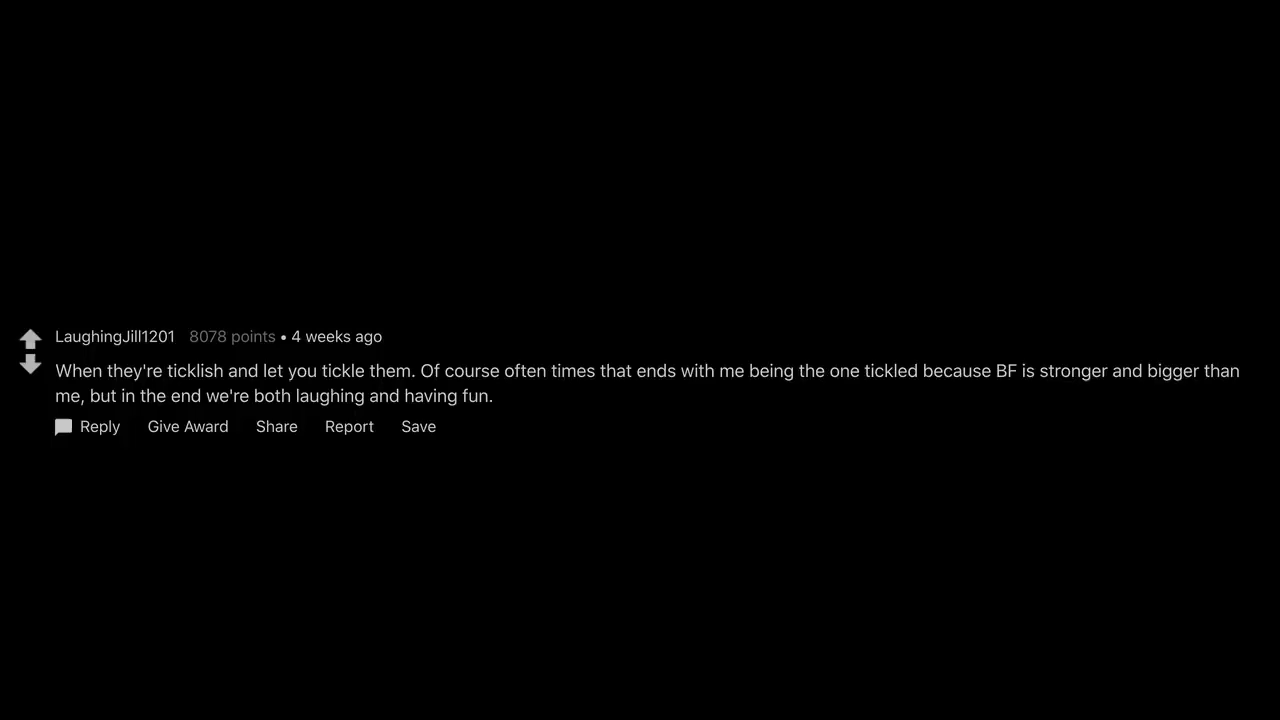 LaughingJill1201 8078 points • 4 weeks ago
When they're ticklish and let you tickle them. Of course often times that ends with me being the one tickled because BF is stronger and bigger than
me, but in the end we're both laughing and having fun.
Reply Give Award Share Report Save